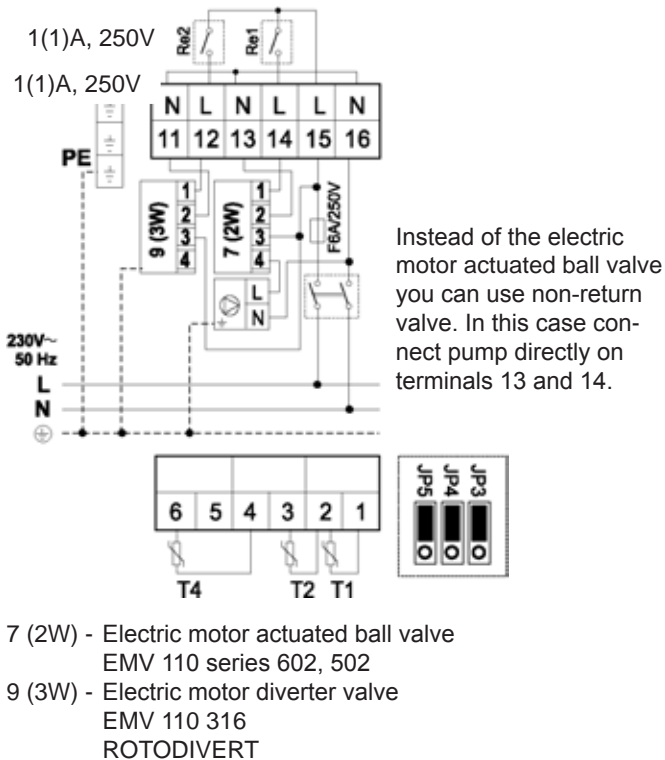 1(1)A, 250V
Re2
Re1
1(1)A, 250V
N L N L L N
11 12 13 14 15 16
PE
9 (3W)
1
2
3
4
7 (2W)
1
2
3
4
F6A/250V
L
N
Instead of the electric
motor actuated ball valve
you can use non-return
valve. In this case con-
nect pump directly on
terminals 13 and 14.
230V~
50 Hz
L
N
6 5 4 3 2 1
T4 T2 T1
JP5 JP4 JP3
7 (2W) - Electric motor actuated ball valve
EMV 110 series 602, 502
9 (3W) - Electric motor diverter valve
EMV 110 316
ROTODIVERT